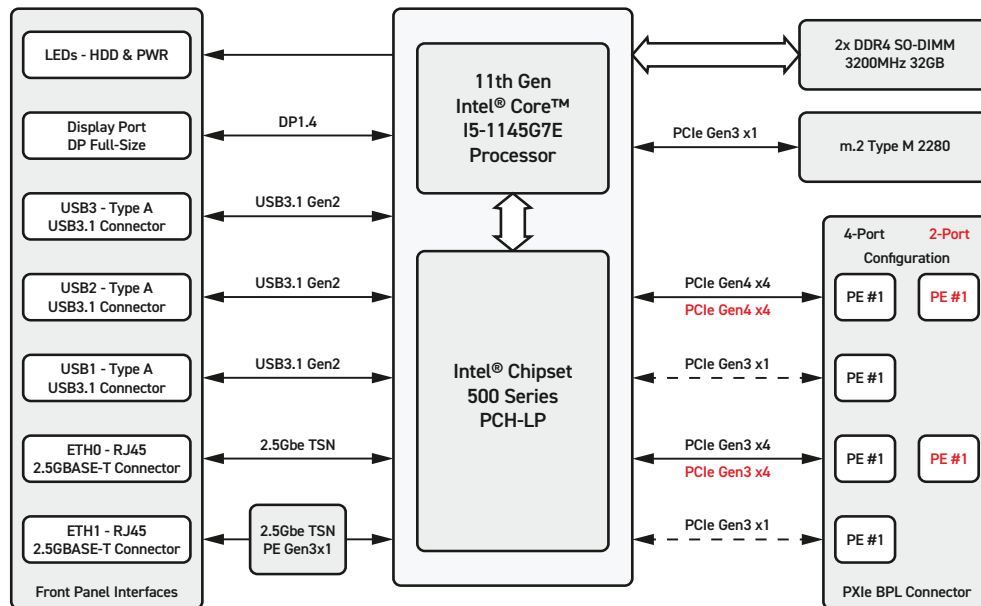 LEDs - HDD & PWR
Display Port
DP Full-Size
DP1.4
USB3 - Type A
USB3.1 Connector
USB3.1 Gen2
USB2 - Type A
USB3.1 Connector
USB3.1 Gen2
USB1 - Type A
USB3.1 Connector
USB3.1 Gen2
ETH0 - RJ45
2.5GBASE-T Connector
2.5Gbe TSN
ETH1 - RJ45
2.5GBASE-T Connector
2.5Gbe TSN
PE Gen3x1
Front Panel Interfaces
11th Gen
Intel® Core™
I5-1145G7E
Processor
Intel® Chipset
500 Series
PCH-LP
2x DDR4 SO-DIMM
3200MHz 32GB
PCIe Gen3 x1
m.2 Type M 2280
4-Port 2-Port
Configuration
PCIe Gen4 x4
PCIe Gen4 x4
PE #1 PE #1
PCIe Gen3 x1
PE #1
PCIe Gen3 x4
PCIe Gen3 x4
PE #1 PE #1
PCIe Gen3 x1
PE #1
PXIe BPL Connector